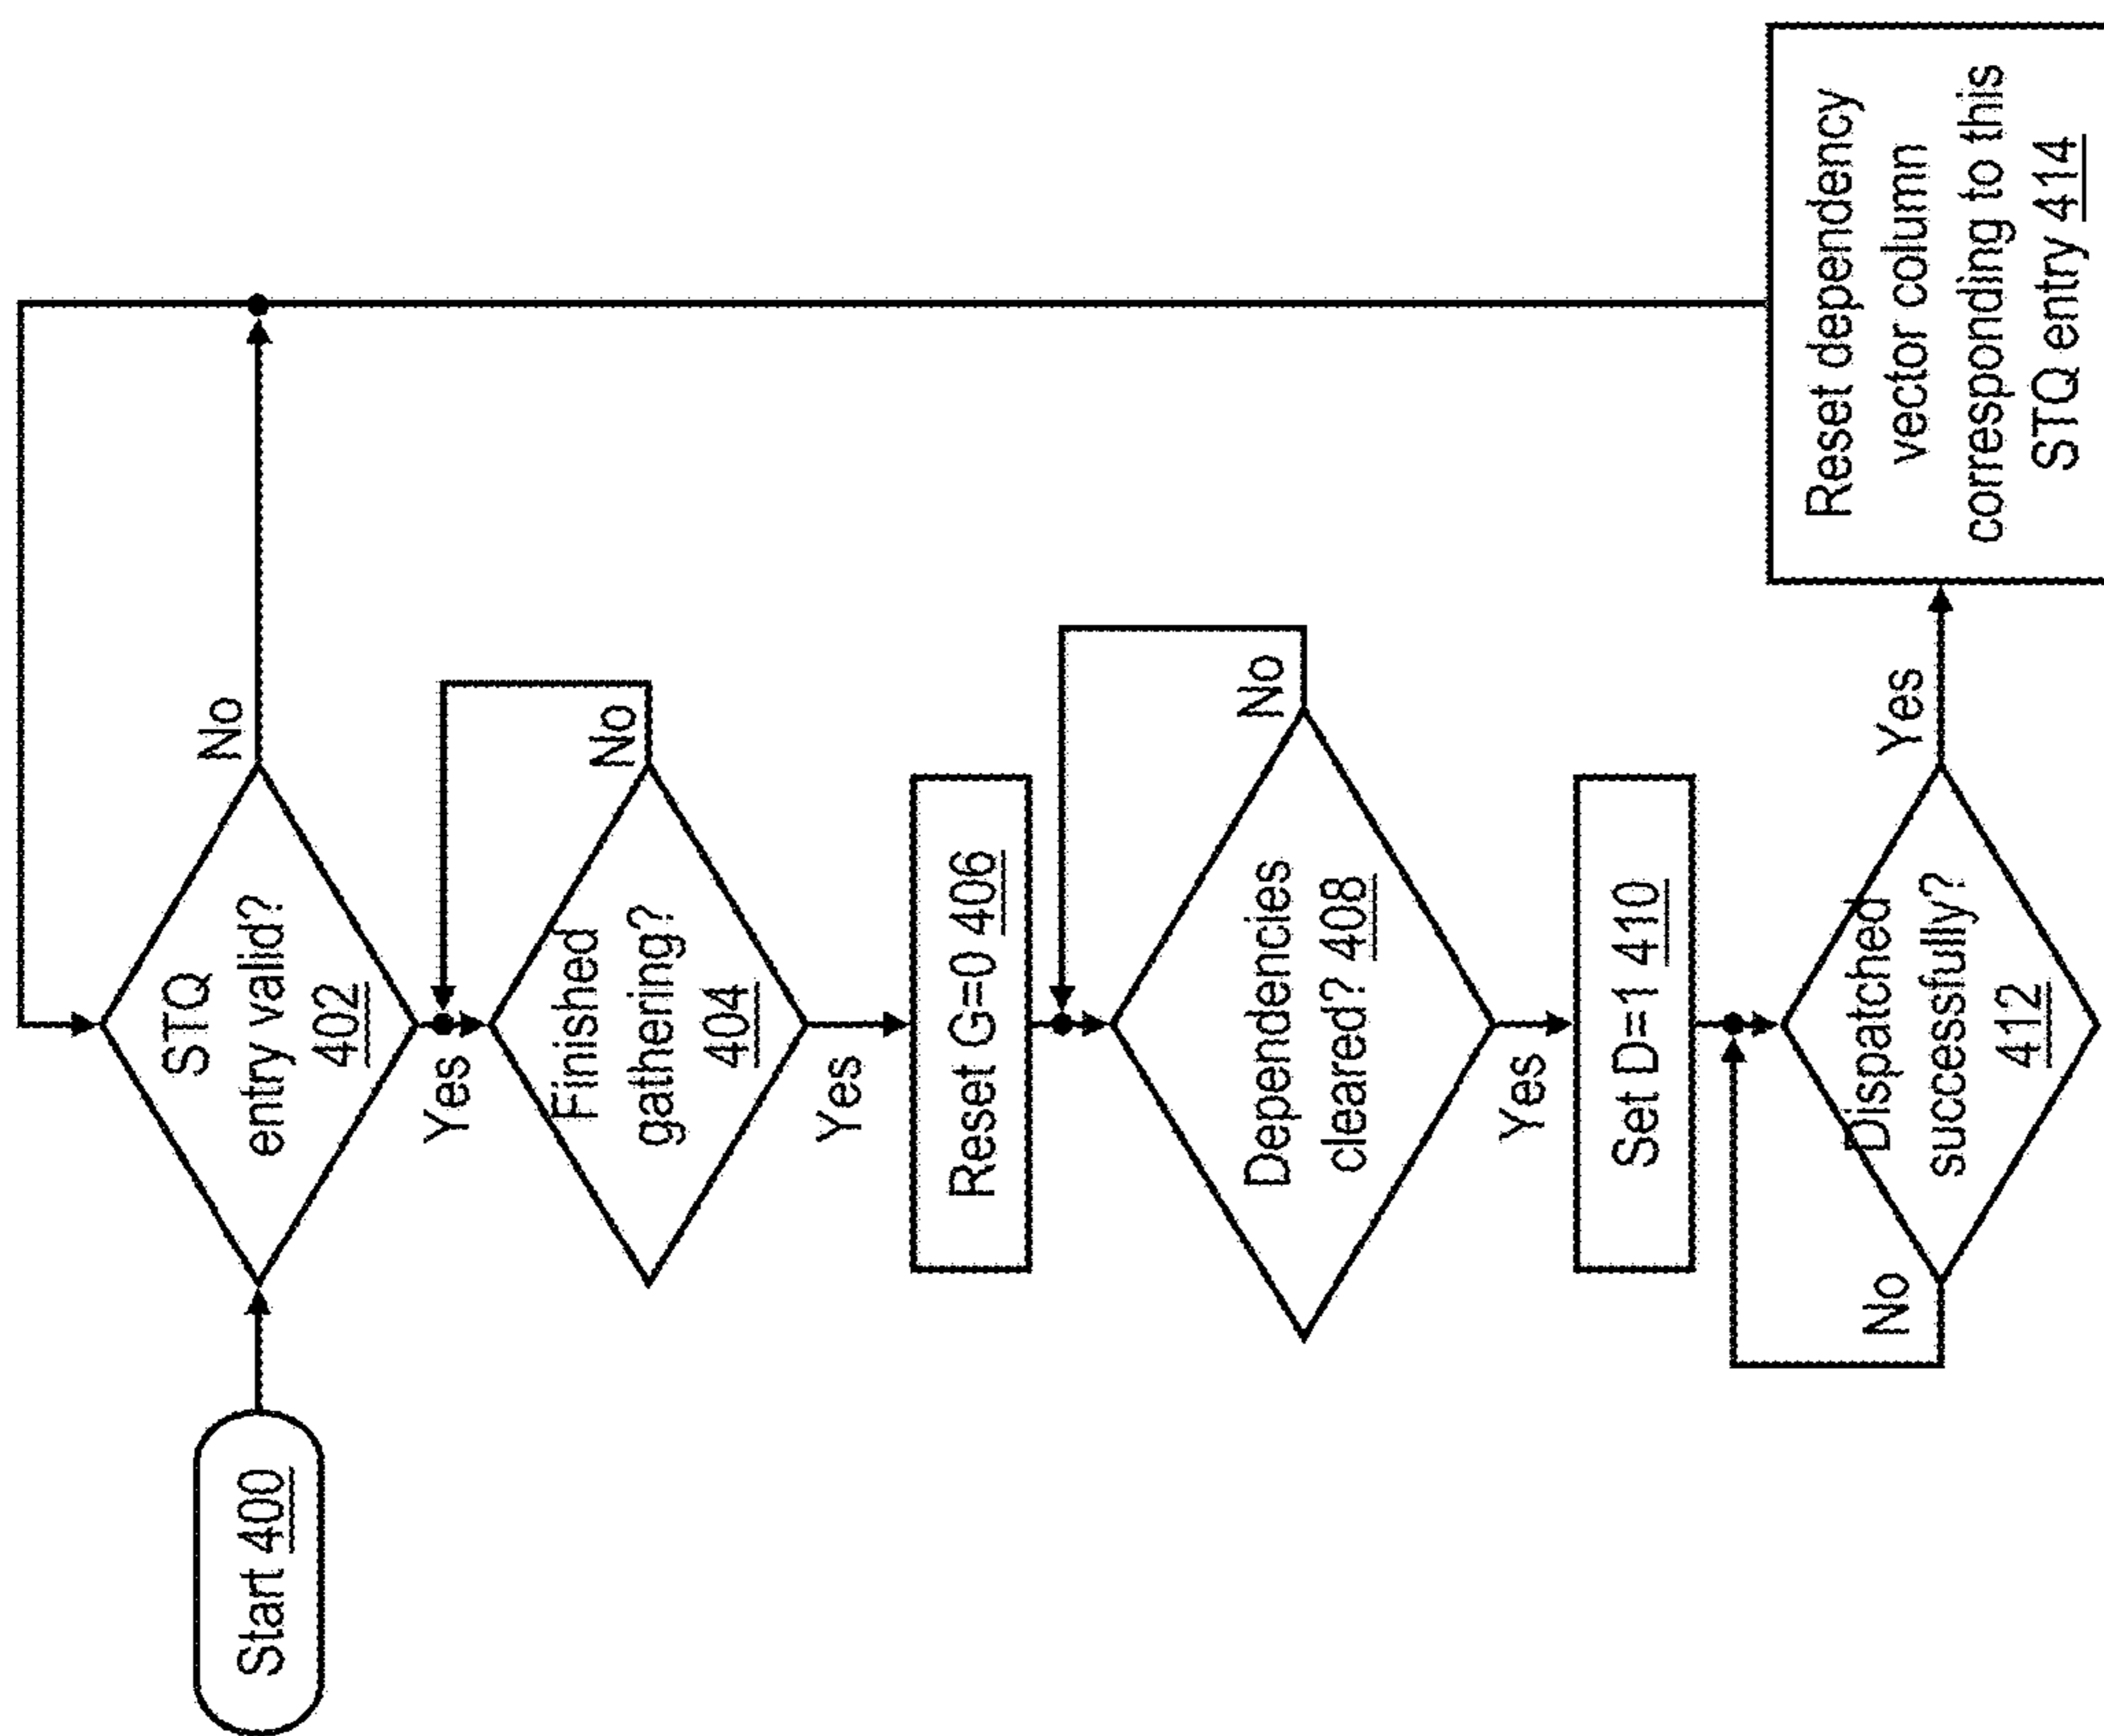 Start 400
STQ
entry valid?
402
No
Yes
Finished
gathering?
404
No
Yes
Reset G=0 406
Dependencies
cleared? 408
No
Yes
Set D=1 410
Dispatched
successfully?
412
No
Yes
Reset dependency
vector column
corresponding to this
STQ entry 414